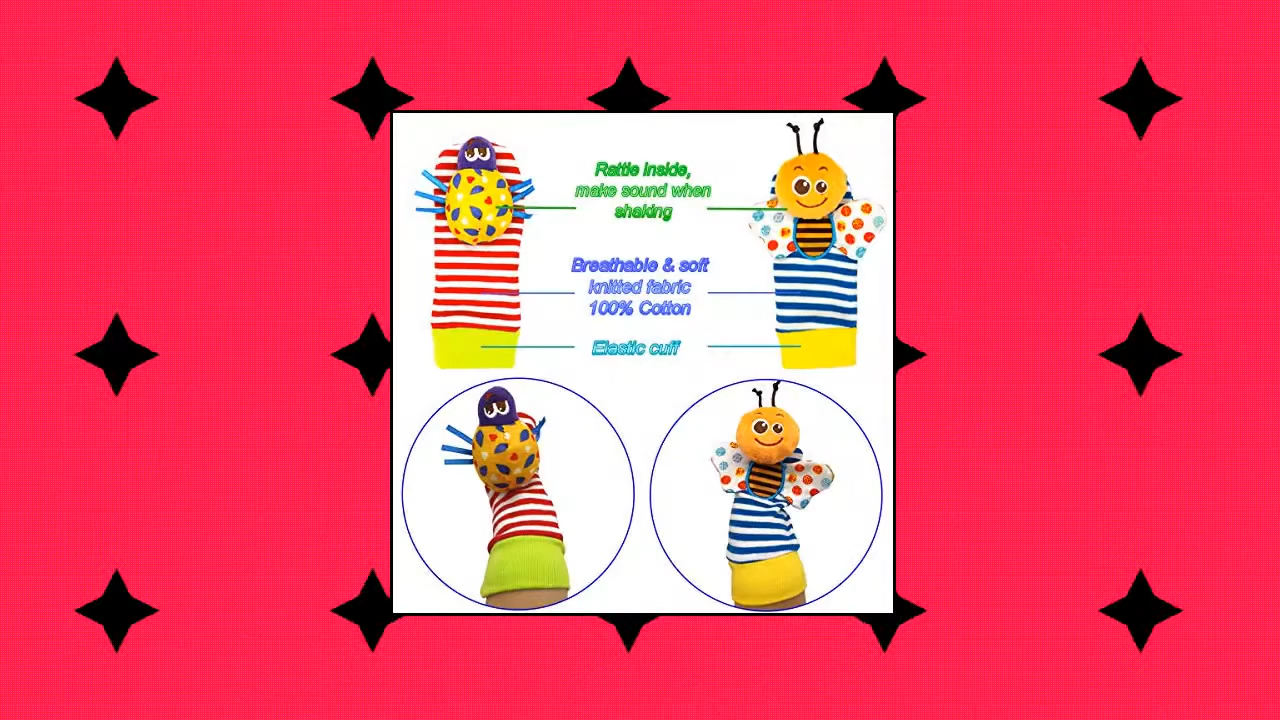 Rattle inside,
make sound when
shaking
Breathable & soft
knitted fabric
100% Cotton
Elastic cuff